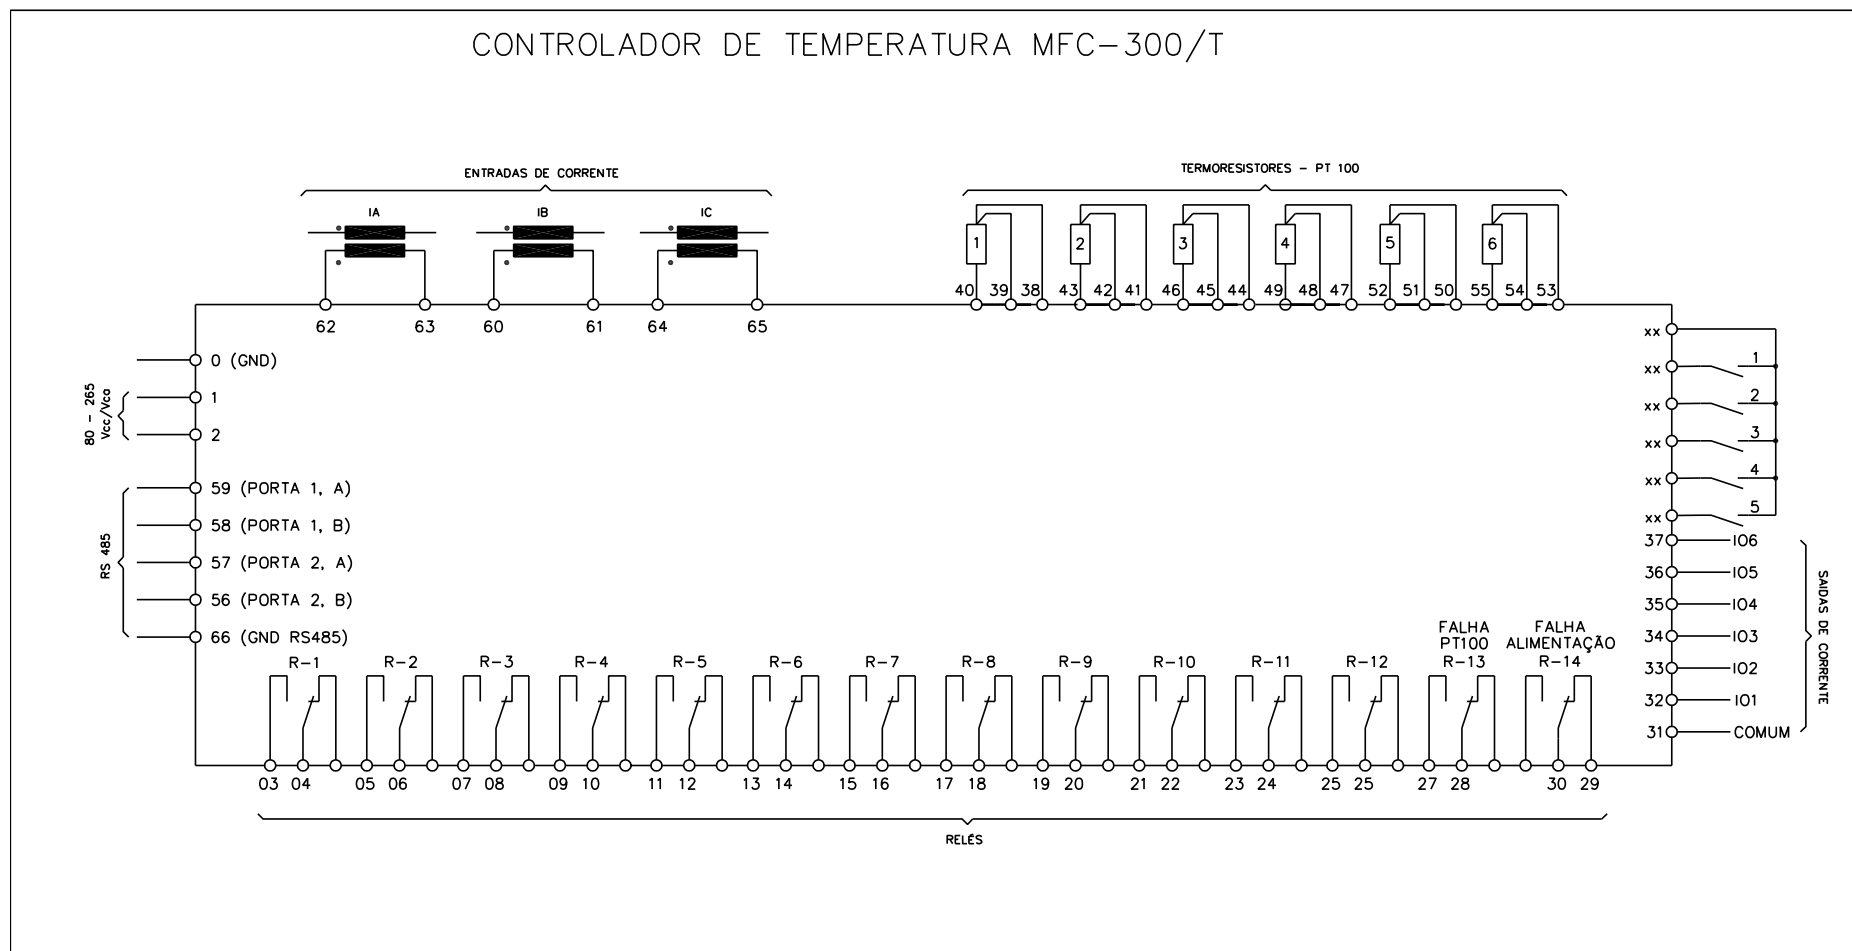 CONTROLADOR DE TEMPERATURA MFC-300/T
ENTRADAS DE CORRENTE
TERMORESISTORES - PT 100
IA IB IC
1 2 3 4 5 6
40 39 38 43 42 41 46 45 44 49 48 47 52 51 50 55 54 53
62 63 60 61 64 65
0 (GND)
80 - 265
Vcc/Vca
1
2
RS 485
59 (PORTA 1, A)
58 (PORTA 1, B)
57 (PORTA 2, A)
56 (PORTA 2, B)
66 (GND RS485)
xx
xx 1
xx 2
xx 3
xx 4
xx 5
37 IO6
36 IO5
35 IO4
34 IO3
33 IO2
32 IO1
31 COMUM
SAIDAS DE CORRENTE
FALHA FALHA
PT100 ALIMENTAÇÃO
R-1 R-2 R-3 R-4 R-5 R-6 R-7 R-8 R-9 R-10 R-11 R-12 R-13 R-14
03 04 05 06 07 08 09 10 11 12 13 14 15 16 17 18 19 20 21 22 23 24 25 25 27 28 30 29
RELÉS